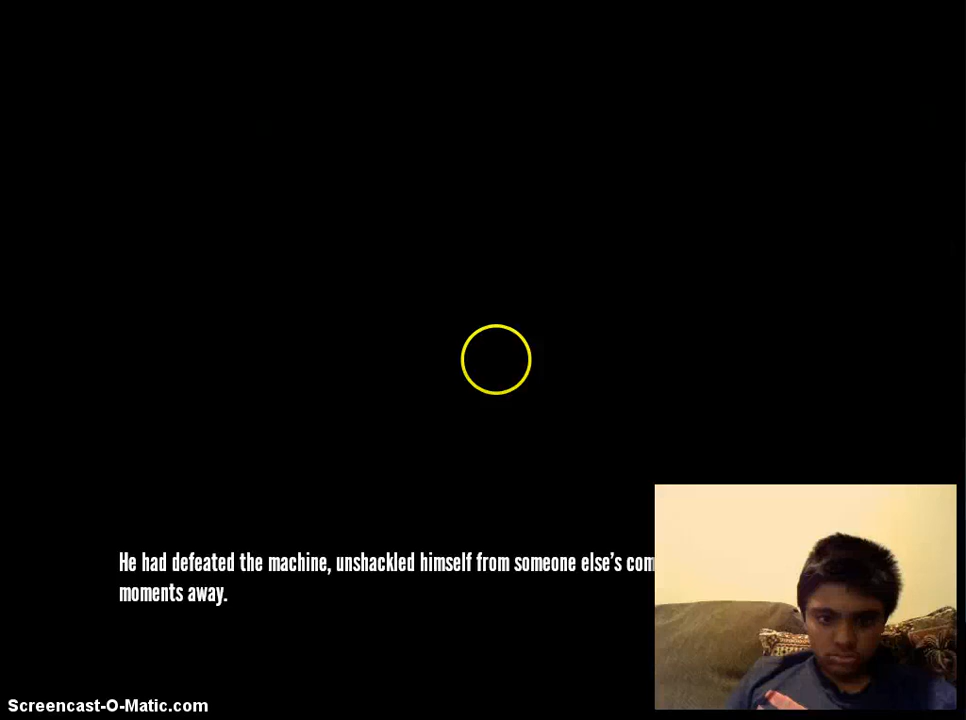 He had defeated the machine, unshackled himself from someone else's com
moments away.
Screencast-O-Matic.com